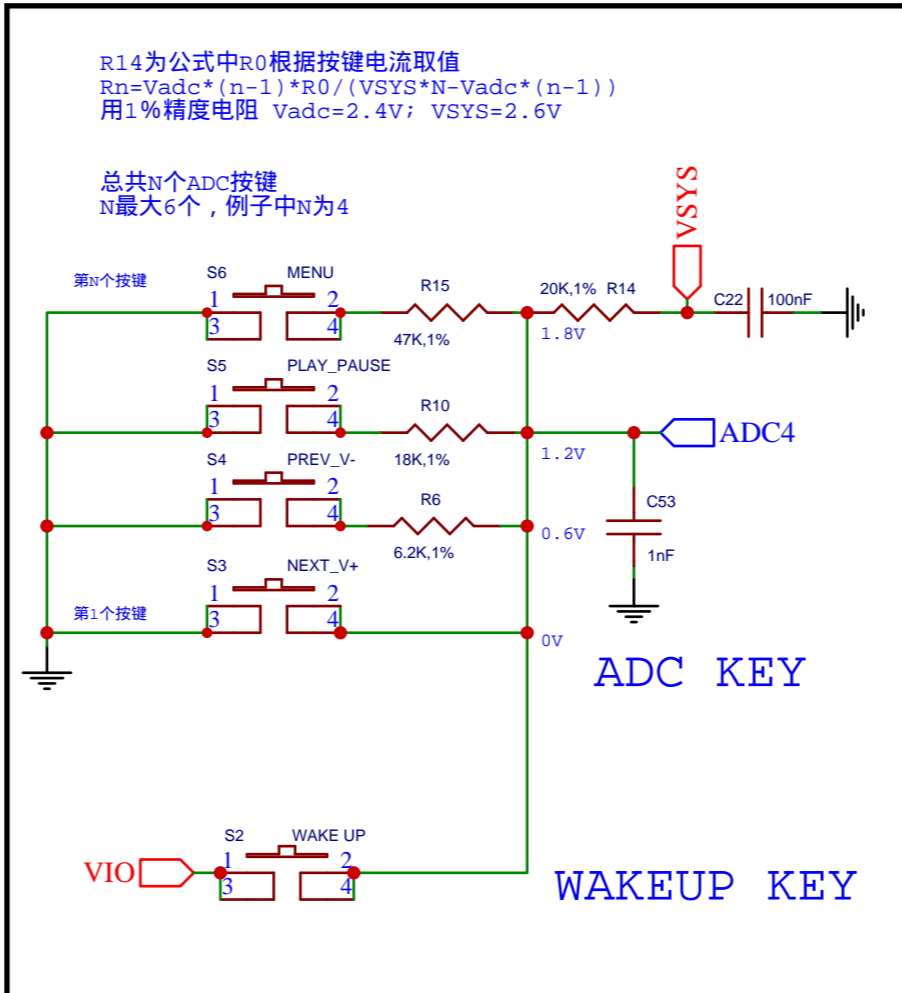 R14为公式中R0根据按键电流取值
Rn=Vadc*(n-1)*R0/(VSYS*N-Vadc*(n-1))
用1%精度电阻 Vadc=2.4V; VSYS=2.6V
总共N个ADC按键
N最大6个，例子中N为4
VSYS
第N个按键
S6
MENU
1
2
3
4
R15
47K,1%
20K,1%
R14
1.8V
C22
100nF
S5
PLAY_PAUSE
1
2
3
4
R10
18K,1%
1.2V
ADC4
S4
PREV_V-
1
2
3
4
R6
6.2K,1%
0.6V
C53
1nF
第1个按键
S3
NEXT_V+
1
2
3
4
0V
ADC KEY
S2
WAKE UP
VIO
1
2
3
4
WAKEUP KEY